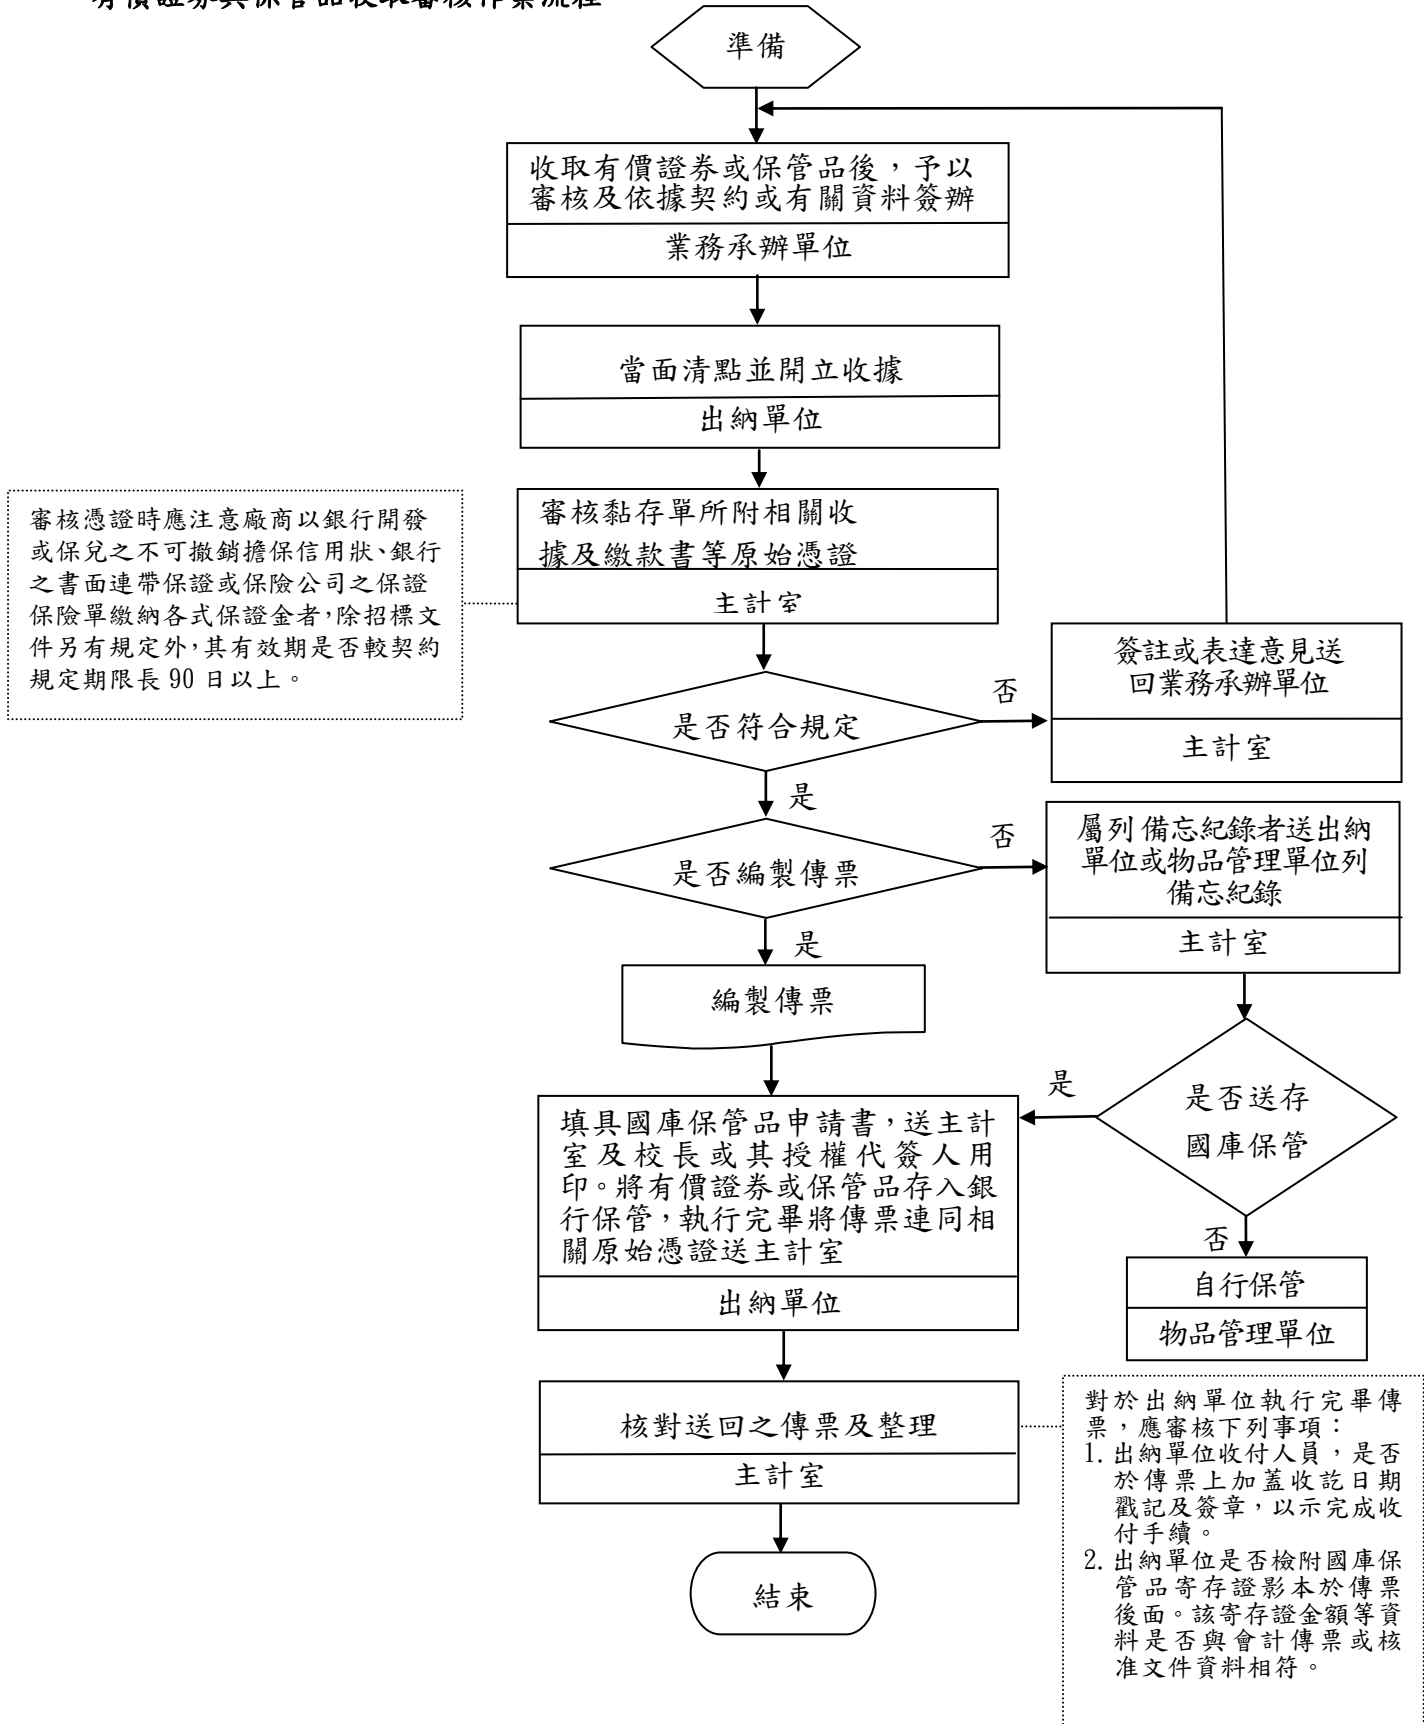 有價證券與保管品收取審核作業流程
準備
收取有價證券或保管品後，予以
審核及依據契約或有關資料簽辦
業務承辦單位
當面清點並開立收據
出納單位
審核黏存單所附相關收
據及繳款書等原始憑證
主計室
審核憑證時應注意廠商以銀行開發
或保兌之不可撤銷擔保信用狀、銀行
之書面連帶保證或保險公司之保證
保險單繳納各式保證金者，除招標文
件另有規定外，其有效期是否較契約
規定期限長 90 日以上。
是否符合規定
否
簽註或表達意見送
回業務承辦單位
主計室
是
是否編製傳票
否
屬列 備忘紀錄者送出納
單位或物品管理單位列
備忘紀錄
主計室
是
編製傳票
是否送存
國庫保管
是
否
自行保管
物品管理單位
填具國庫保管品申請書，送主計
室及校長或其授權代簽人用
印。將有價證券或保管品存入銀
行保管，執行完畢將傳票連同相
關原始憑證送主計室
出納單位
核對送回之傳票及整理
主計室
對於出納單位執行完畢傳
票，應審核下列事項：
1. 出納單位收付人員，是否
於傳票上加蓋收訖日期
戳記及簽章，以示完成收
付手續。
2. 出納單位是否檢附國庫保
管品寄存證影本於傳票
後面。該寄存證金額等資
料是否與會計傳票或核
准文件資料相符。
結束